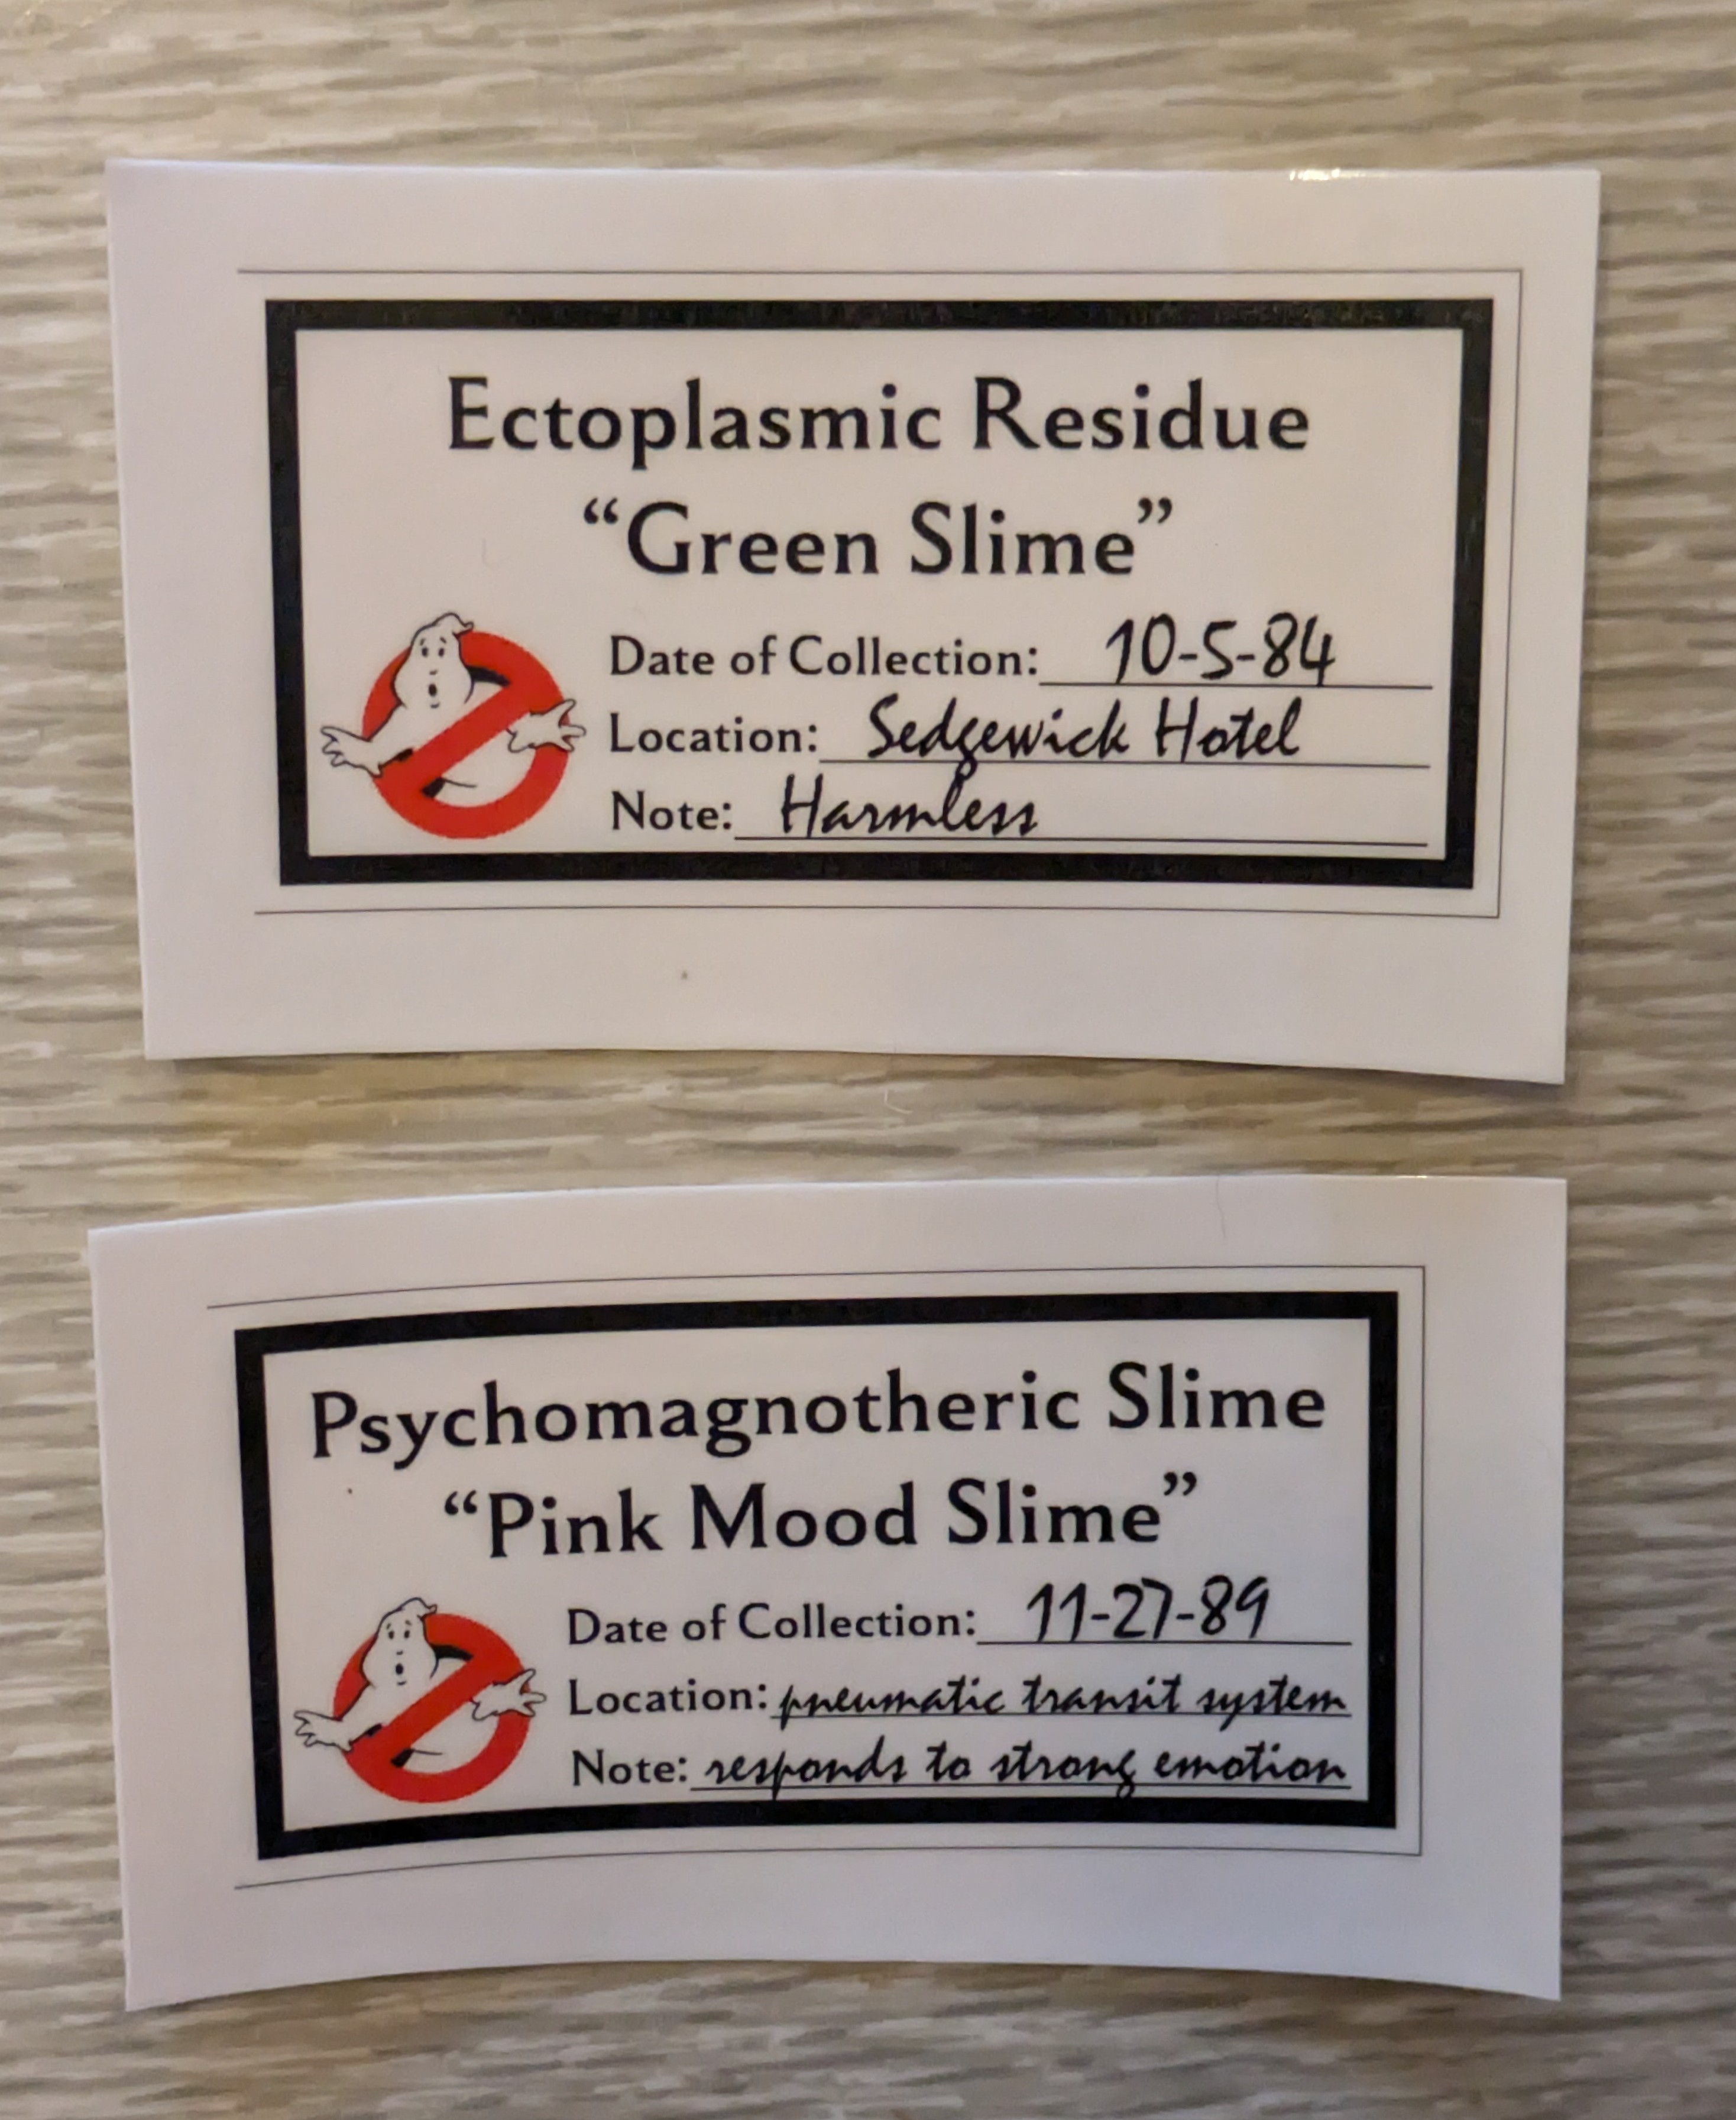 Ectoplasmic Residue
“Green Slime”
Date of Collection: 10-5-84
Location: Sedgewick Hotel
Note: Harmless
Psychomagnotheric Slime
“Pink Mood Slime”
Date of Collection: 11-27-89
Location: pneumatic transit system
Note: responds to strong emotion